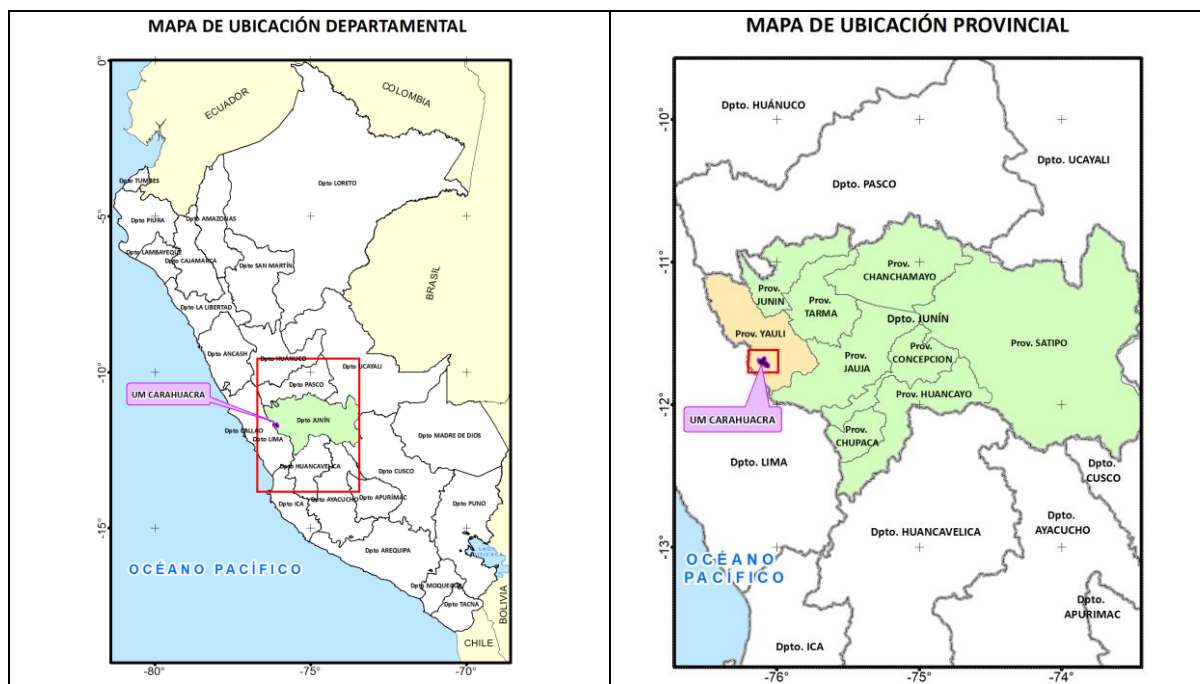 MAPA DE UBICACIÓN DEPARTAMENTAL
0°
COLOMBIA
ECUADOR
Dpto TUMBES
Dpto LORETO
-5°
Dpto PIURA
Dpto AMAZONAS
Dpto LAMBAYEQUE
Dpto CAJAMARCA
Dpto SAN MARTÍN
BRASIL
Dpto LA LIBERTAD
Dpto ANCASH
Dpto HUÁNUCO
-10°
Dpto UCAYALI
Dpto PASCO
UM CARAHUACRA
Dpto JUNÍN
Dpto CALLAO
Dpto LIMA
Dpto MADRE DE DIOS
Dpto HUANCAVELICA
Dpto CUSCO
Dpto ICA
Dpto AYACUCHO
Dpto APURÍMAC
Dpto PUNO
-15°
Dpto AREQUIPA
LAGO
TITICACA
OCÉANO PACÍFICO
Dpto MOQUEGUA
BOLIVIA
Dpto TACNA
CHILE
-80°
-75°
-70°
MAPA DE UBICACIÓN PROVINCIAL
Dpto. HUÁNUCO
-10°
Dpto. UCAYALI
Dpto. PASCO
-11°
Prov.
CHANCHAMAYO
Prov.
JUNIN
Prov.
TARMA
Dpto. JUNÍN
Prov. YAULI
Prov. SATIPO
Prov.
CONCEPCION
Prov.
JAUJA
Prov. HUANCAYO
-12°
UM CARAHUACRA
Prov.
CHUPACA
Dpto. LIMA
Dpto.
CUSCO
Dpto. HUANCAVELICA
Dpto.
AYACUCHO
-13°
OCÉANO
PACÍFICO
Dpto.
APURIMAC
Dpto. ICA
-76°
-75°
-74°